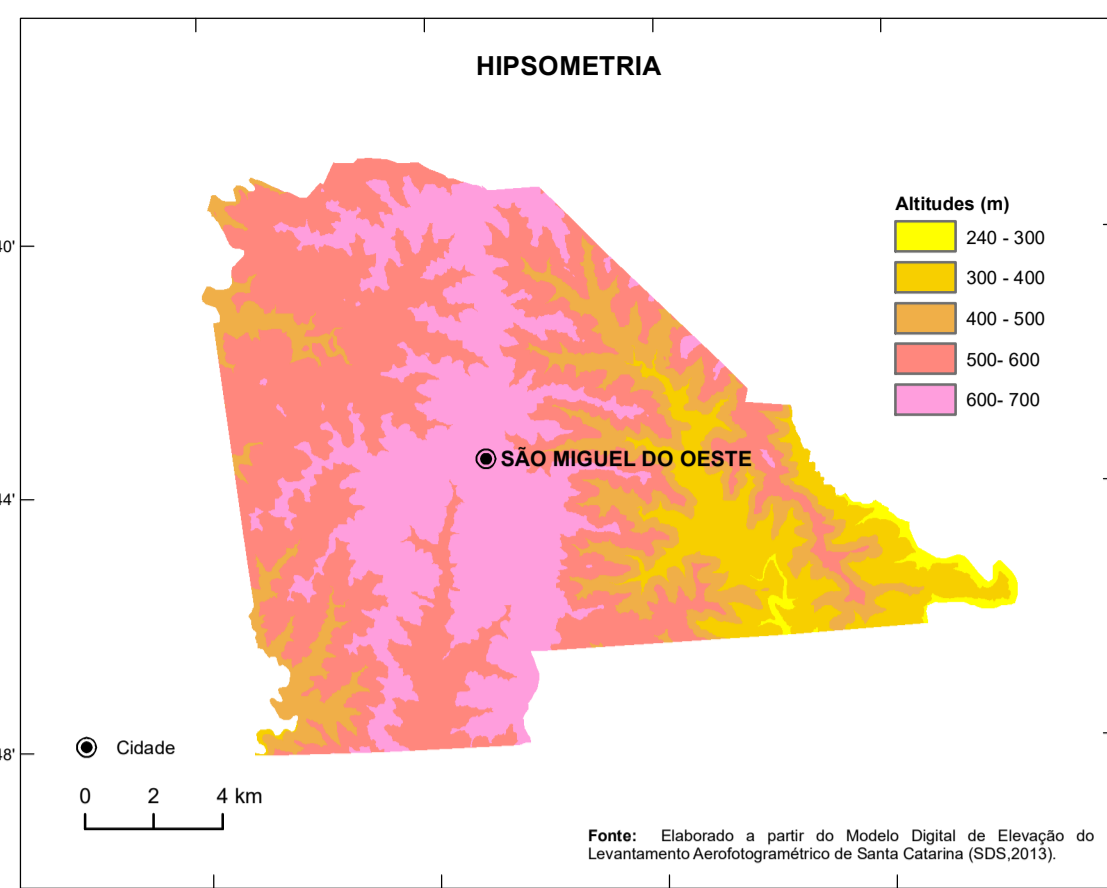 HIPSOMETRIA
Altitudes (m)
240 - 300
300 - 400
400 - 500
500- 600
600- 700
SÃO MIGUEL DO OESTE
Cidade
0 2 4 km
Fonte: Elaborado a partir do Modelo Digital de Elevação do
Levantamento Aerofotogramétrico de Santa Catarina (SDS,2013).